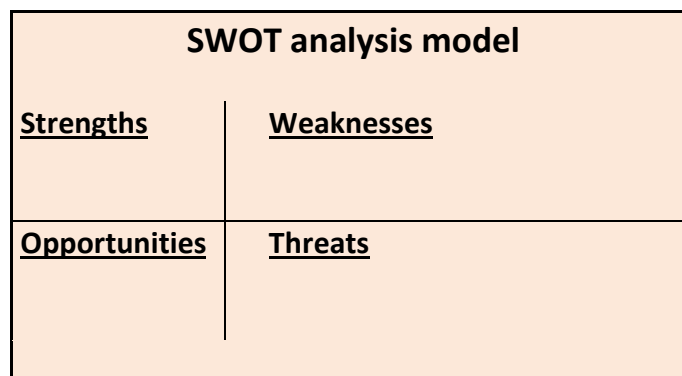 SWOT analysis model
Strengths
Weaknesses
Opportunities
Threats